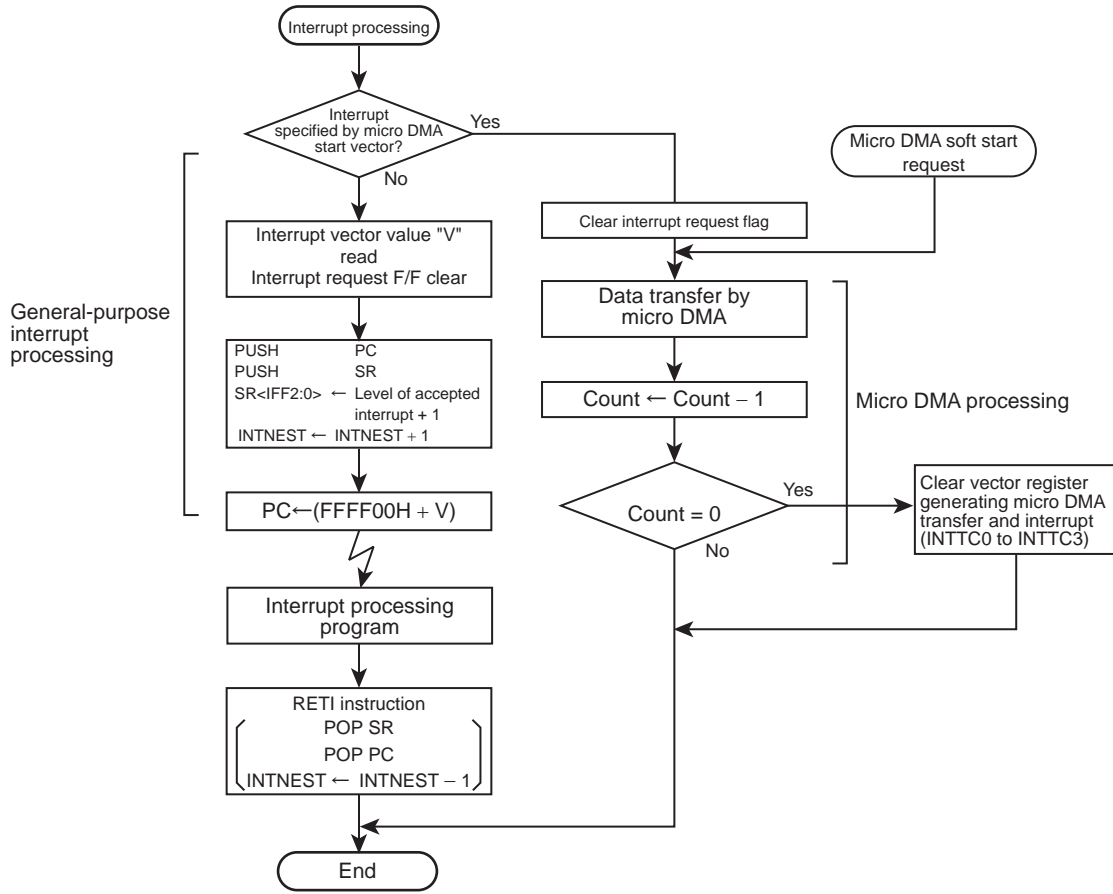 Interrupt processing
Interrupt
specified by micro DMA
start vector?
Yes
No
Micro DMA soft start
request
Clear interrupt request flag
Interrupt vector value "V"
read
Interrupt request F/F clear
General-purpose
interrupt
processing
PUSH PC
PUSH SR
SR<IFF2:0> ← Level of accepted
interrupt + 1
INTNEST ← INTNEST + 1
PC←(FFFF00H + V)
Interrupt processing
program
RETI instruction
POP SR
POP PC
INTNEST ← INTNEST − 1
Data transfer by
micro DMA
Count ← Count − 1
Micro DMA processing
Count = 0
Yes
No
Clear vector register
generating micro DMA
transfer and interrupt
(INTTC0 to INTTC3)
End